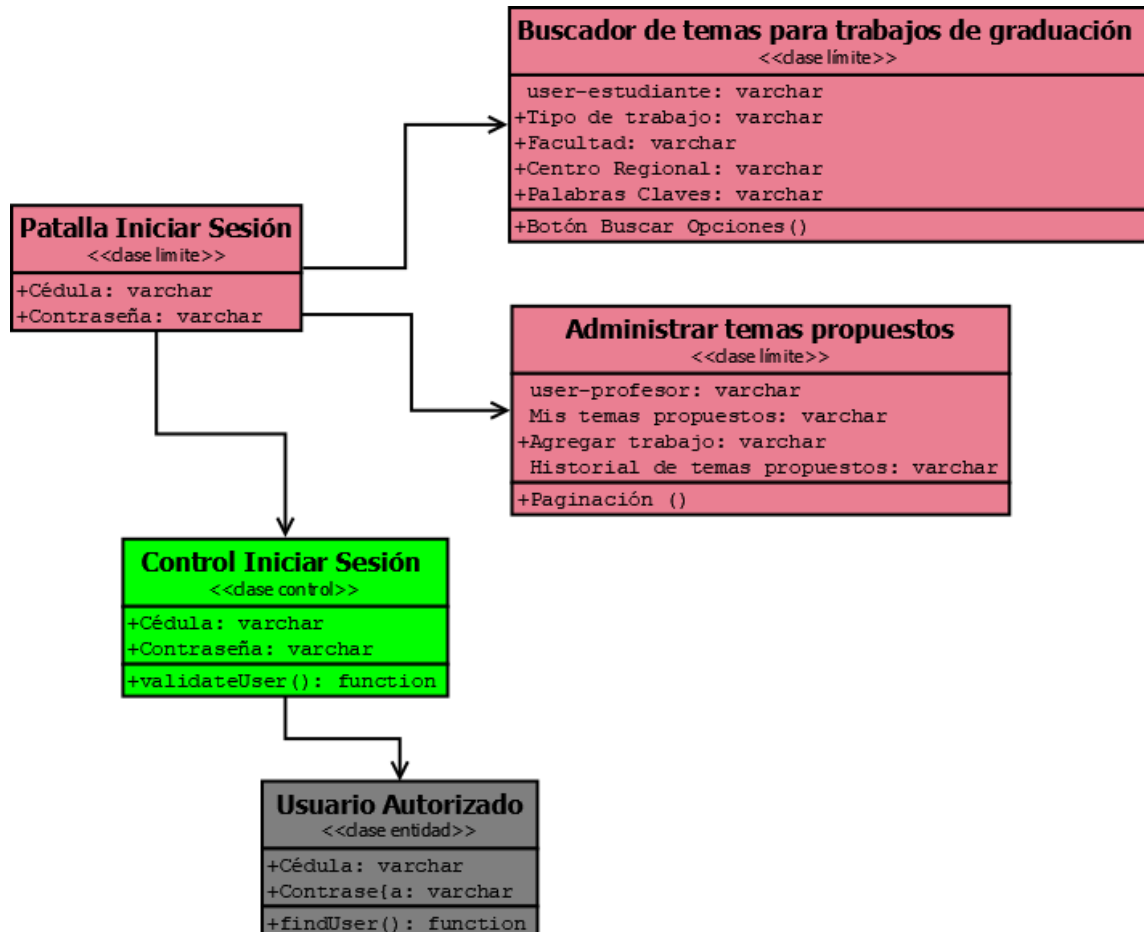 Buscador de temas para trabajos de graduación
<<clase límite>>
user-estudiante: varchar
+Tipo de trabajo: varchar
+Facultad: varchar
+Centro Regional: varchar
+Palabras Claves: varchar
+Botón Buscar Opciones()
Patalla Iniciar Sesión
<<clase limite>>
+Cédula: varchar
+Contraseña: varchar
Administrar temas propuestos
<<clase límite>>
user-profesor: varchar
Mis temas propuestos: varchar
+Agregar trabajo: varchar
Historial de temas propuestos: varchar
+Paginación ()
Control Iniciar Sesión
<<clase control>>
+Cédula: varchar
+Contraseña: varchar
+validateUser(): function
Usuario Autorizado
<<clase entidad>>
+Cédula: varchar
+Contrase{a: varchar
+findUser(): function